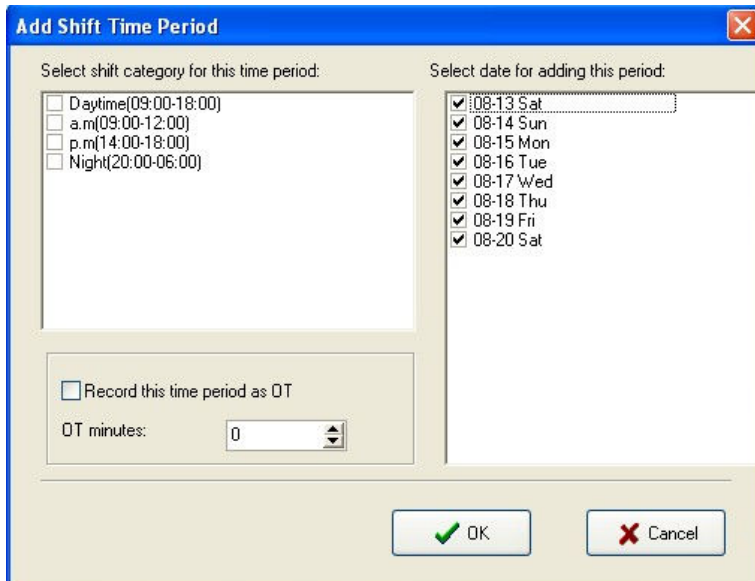 Add Shift Time Period
Select shift category for this time period:
Daytime(09:00-18:00)
a.m(09:00-12:00)
p.m(14:00-18:00)
Night(20:00-06:00)
Select date for adding this period:
08-13 Sat
08-14 Sun
08-15 Mon
08-16 Tue
08-17 Wed
08-18 Thu
08-19 Fri
08-20 Sat
Record this time period as OT
OT minutes: 0
OK Cancel